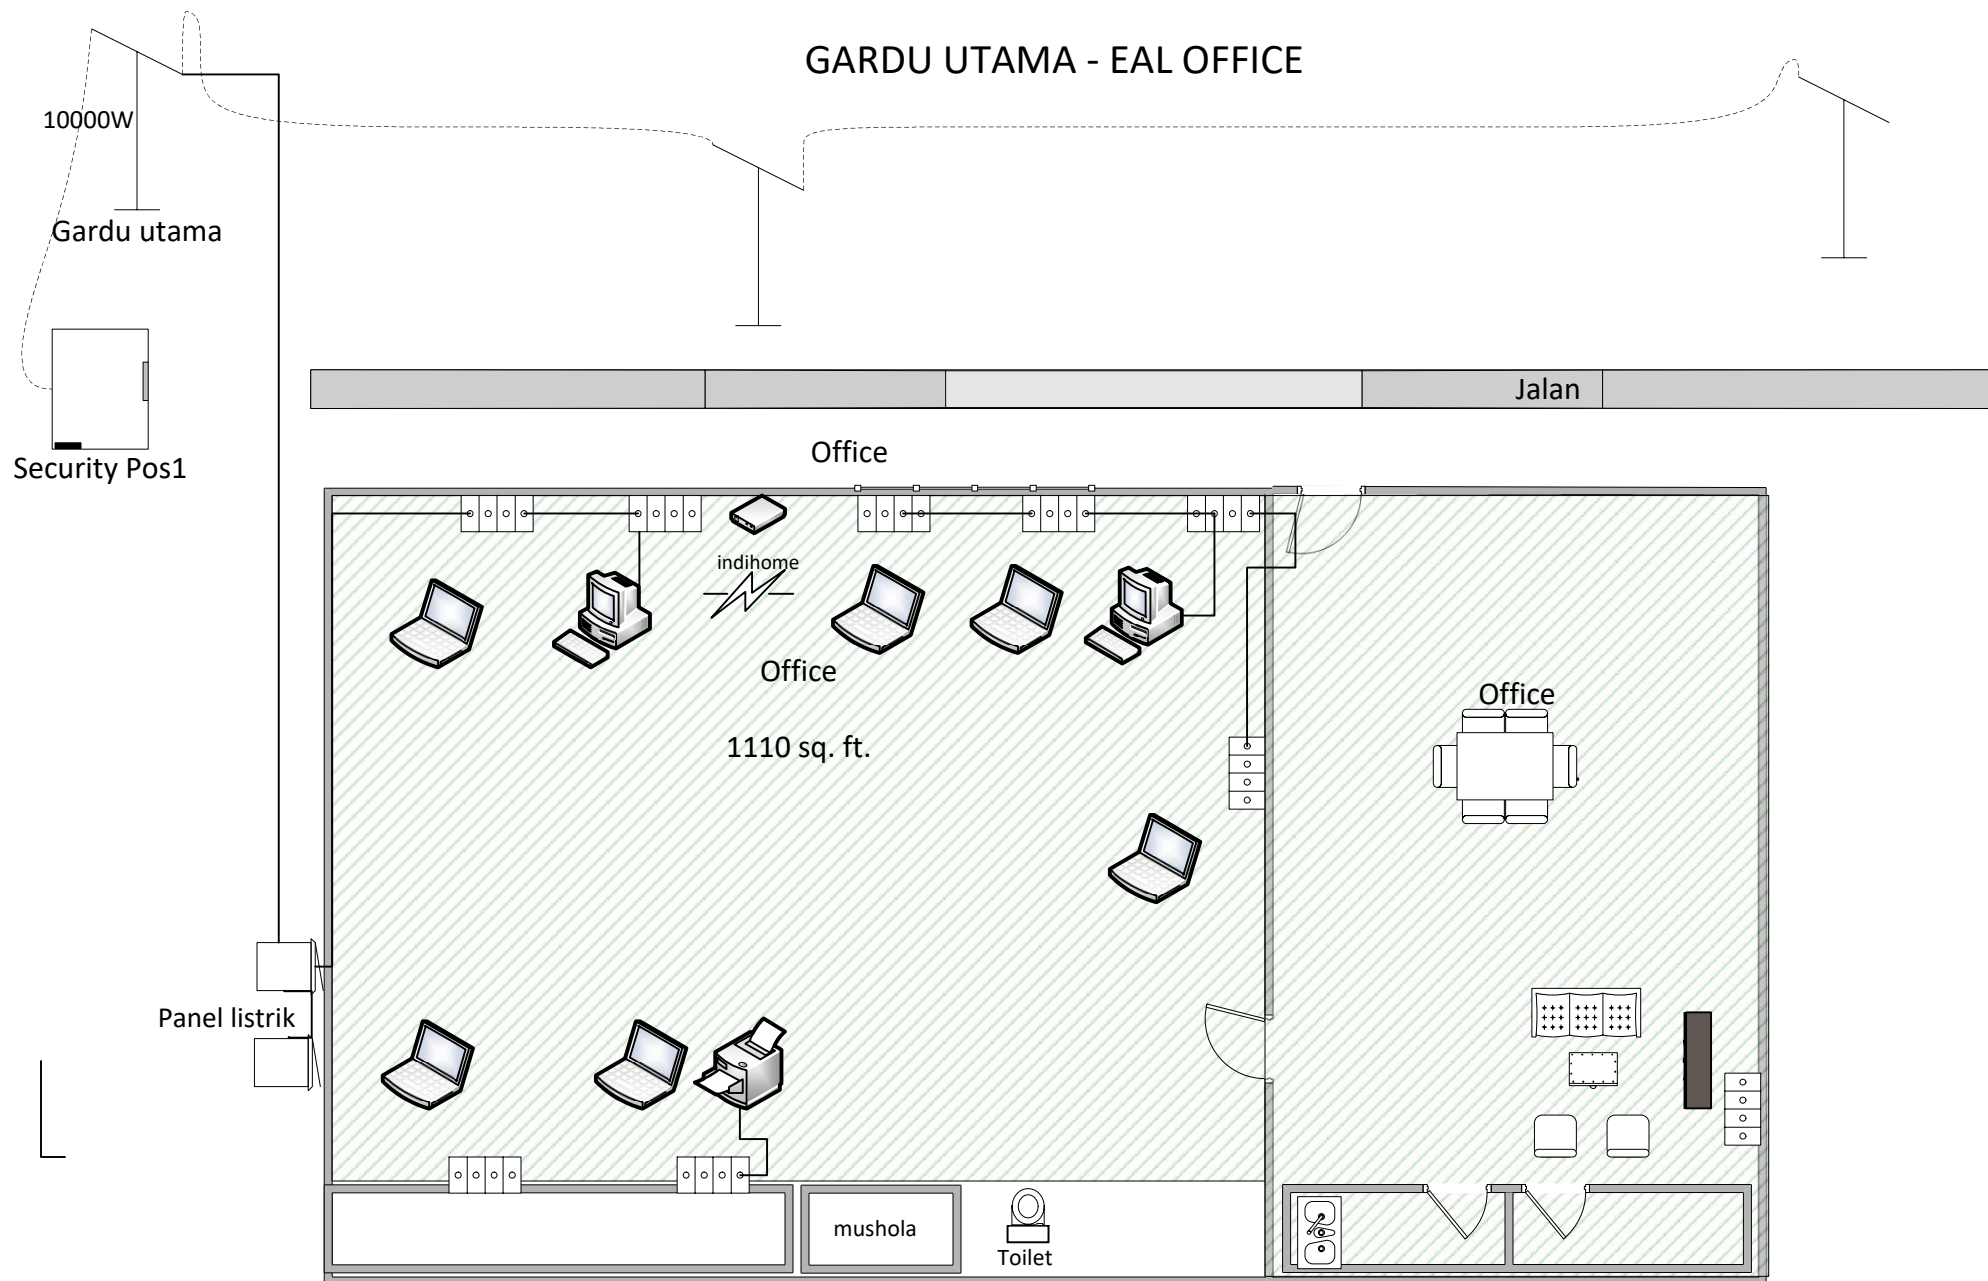 GARDU UTAMA - EAL OFFICE
10000W
Gardu utama
Jalan
Office
Security Pos1
indihome
Office
Office
1110 sq. ft.
Panel listrik
mushola
Toilet